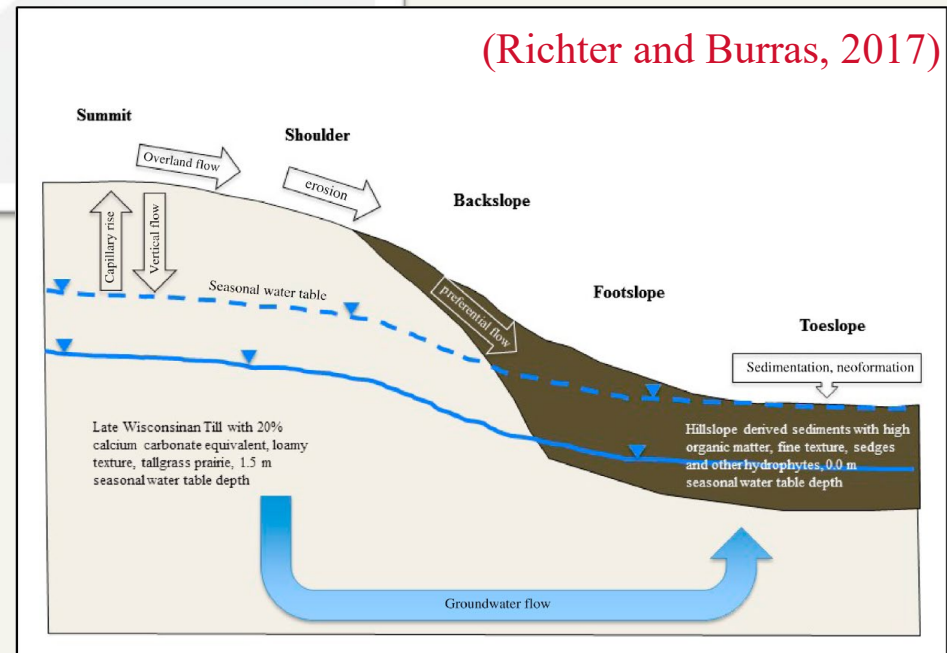 (Richter and Burras, 2017)
Summit
Shoulder
Overland flow
erosion
Backslope
Capillary rise
Vertical flow
Seasonal water table
preferential flow
Footslope
Toeslope
Sedimentation, neoformation
Late Wisconsinan Till with 20%
calcium carbonate equivalent, loamy
texture, tallgrass prairie, 1.5 m
seasonal water table depth
Hillslope derived sediments with high
organic matter, fine texture, sedges
and other hydrophytes, 0.0 m
seasonal water table depth
Groundwater flow